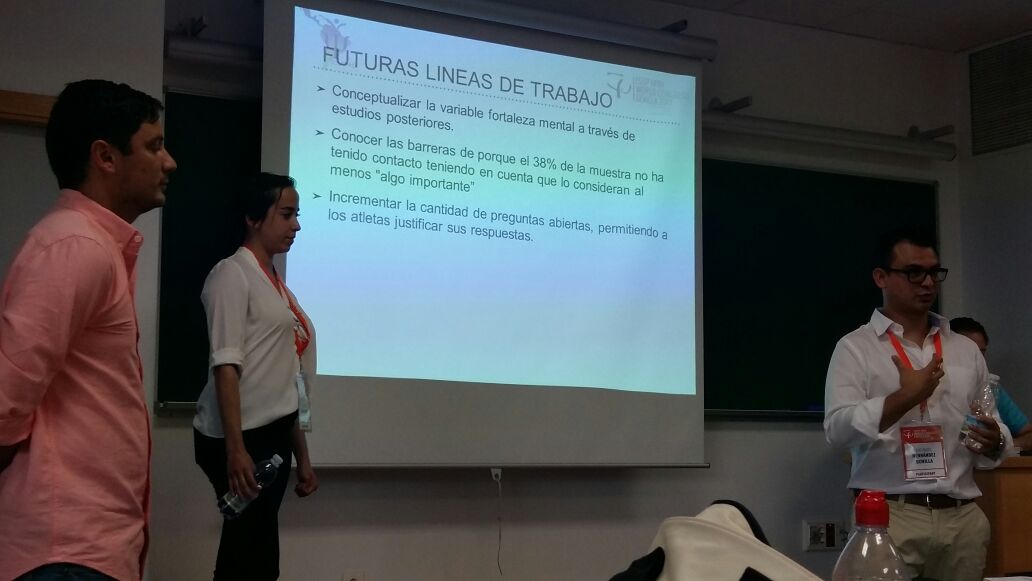 FUTURAS LINEAS DE TRABAJO
➤ Conceptualizar la variable fortaleza mental a través de
estudios posteriores.
➤ Conocer las barreras de porque el 38% de la muestra no ha
tenido contacto teniendo en cuenta que lo consideran al
menos "algo importante"
➤ Incrementar la cantidad de preguntas abiertas, permitiendo a
los atletas justificar sus respuestas.
HERNÁNDEZ